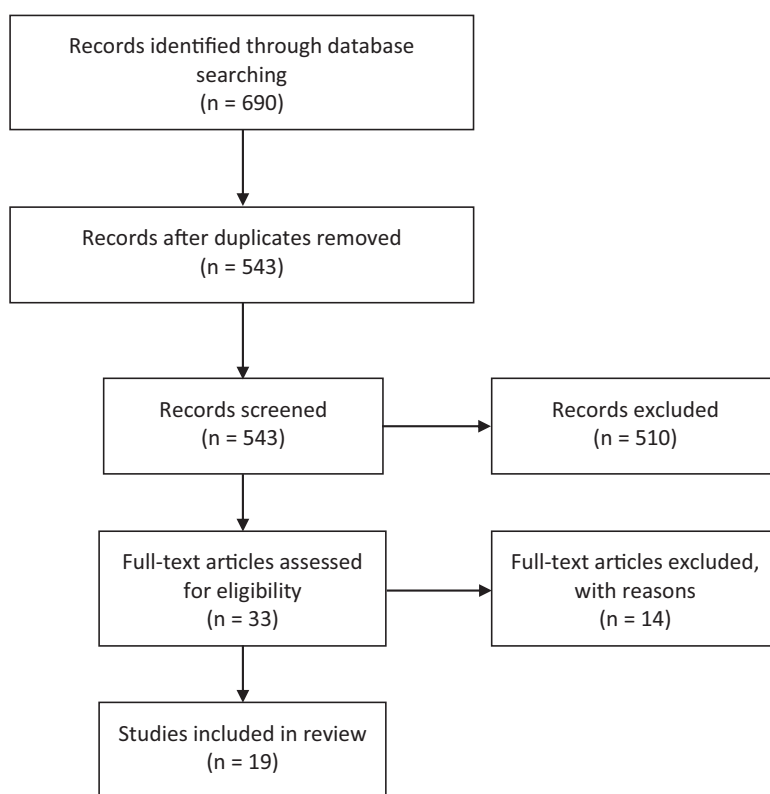 Records identified through database
searching
(n = 690)
Records after duplicates removed
(n = 543)
Records screened
(n = 543)
Records excluded
(n = 510)
Full-text articles assessed
for eligibility
(n = 33)
Full-text articles excluded,
with reasons
(n = 14)
Studies included in review
(n = 19)